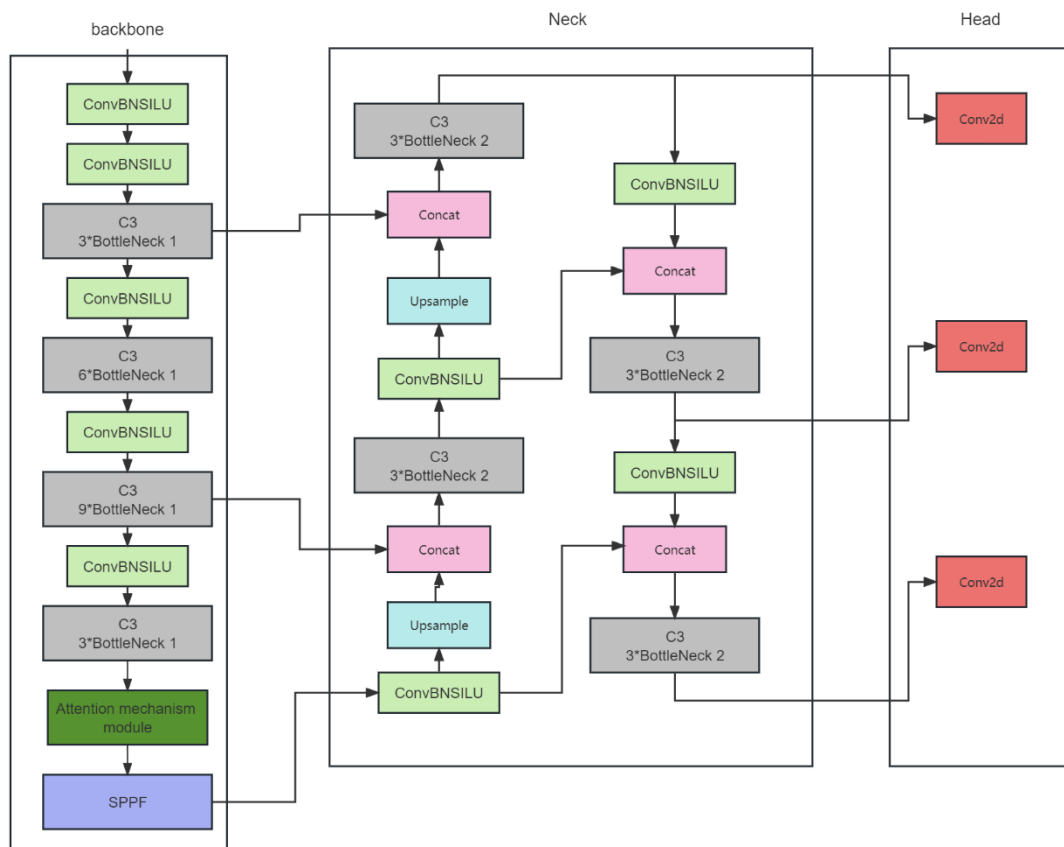 backbone
ConvBNSILU
ConvBNSILU
C3
3*BottleNeck 1
ConvBNSILU
C3
6*BottleNeck 1
ConvBNSILU
C3
9*BottleNeck 1
ConvBNSILU
C3
3*BottleNeck 1
Attention mechanism
module
SPPF
Neck
C3
3*BottleNeck 2
Concat
Upsample
ConvBNSILU
C3
3*BottleNeck 2
Concat
Upsample
ConvBNSILU
ConvBNSILU
Concat
C3
3*BottleNeck 2
ConvBNSILU
Concat
C3
3*BottleNeck 2
Head
Conv2d
Conv2d
Conv2d